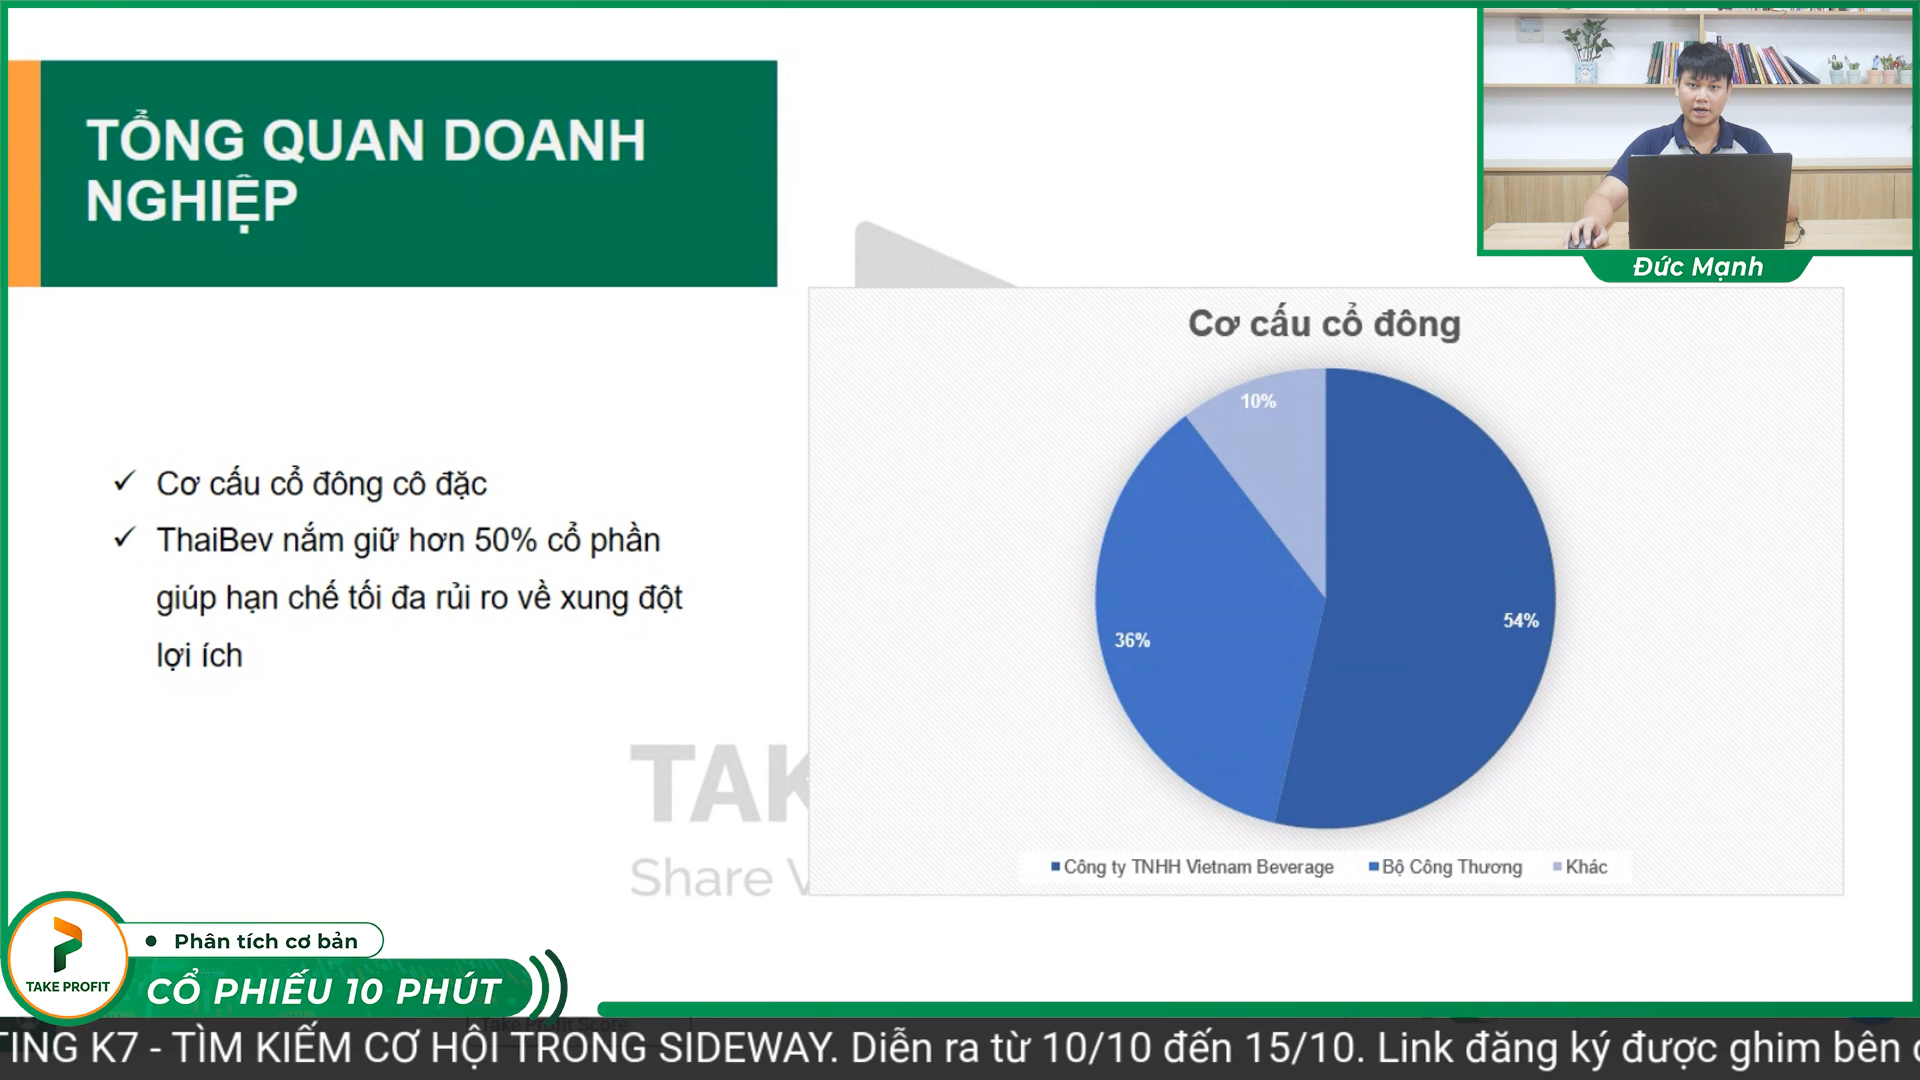 TỔNG QUAN DOANH
NGHIỆP
Đức Mạnh
Cơ cấu cổ đông
10%
54%
36%
Công ty TNHH Vietnam Beverage
Bộ Công Thương
Khác
Cơ cấu cổ đông cô đặc
ThaiBev nắm giữ hơn 50% cổ phần
giúp hạn chế tối đa rủi ro về xung đột
lợi ích
TAK
Share V
TAKE PROFIT
Phân tích cơ bản
CỔ PHIẾU 10 PHÚT
TING K7 - TÌM KIẾM CƠ HỘI TRONG SIDEWAY. Diễn ra từ 10/10 đến 15/10. Link đăng ký được ghim bên